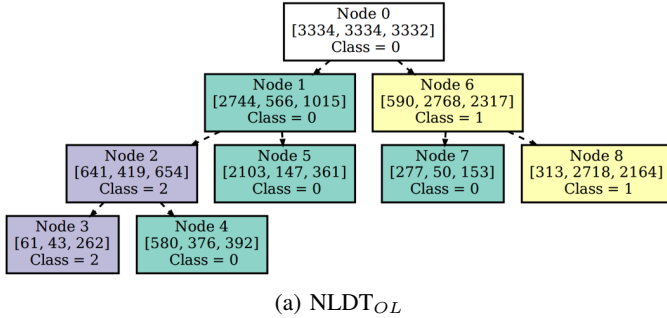 Node 0
[3334, 3334, 3332]
Class = 0
Node 1
[2744, 566, 1015]
Class = 0
Node 6
[590, 2768, 2317]
Class = 1
Node 2
[641, 419, 654]
Class = 2
Node 5
[2103, 147, 361]
Class = 0
Node 7
[277, 50, 153]
Class = 0
Node 8
[313, 2718, 2164]
Class = 1
Node 3
[61, 43, 262]
Class = 2
Node 4
[580, 376, 392]
Class = 0
(a) NLDT_{OL}